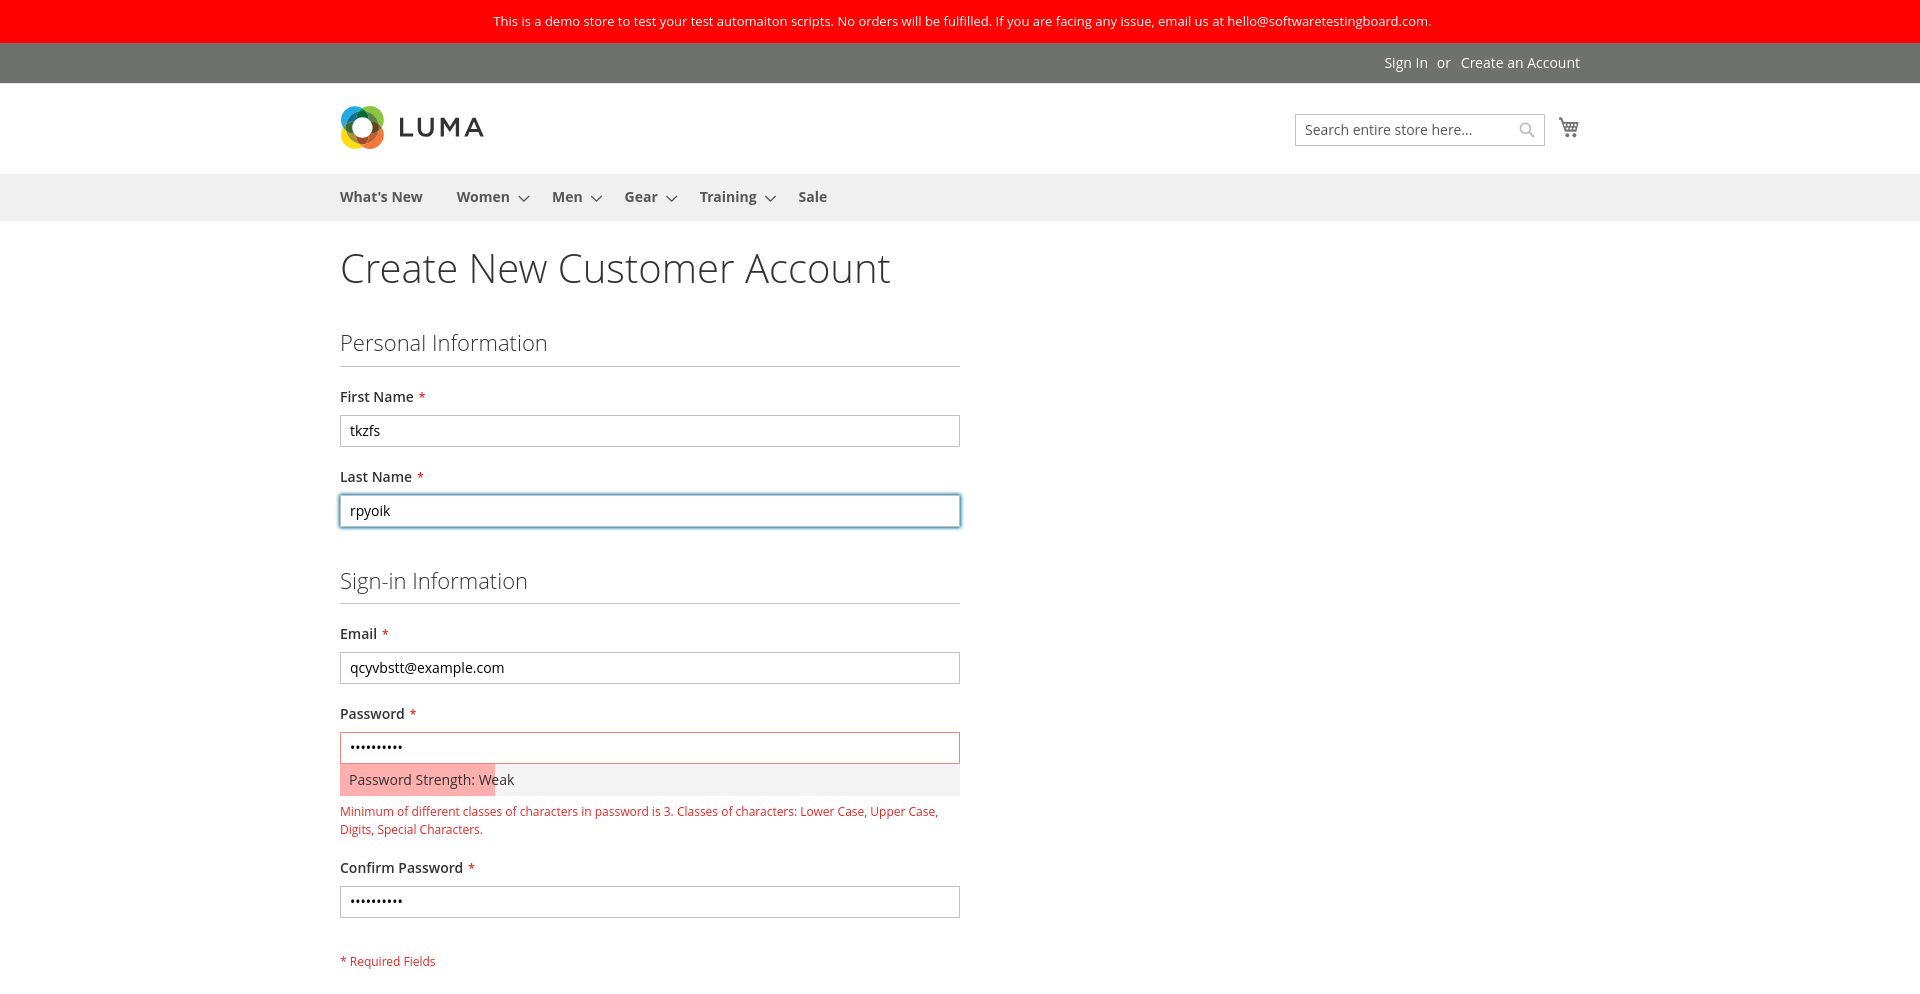 This is a demo store to test your test automaiton scripts. No orders will be fulfilled. If you are facing any issue, email us at hello@softwaretestingboard.com.
Sign In or Create an Account
LUMA
Search entire store here...
What's New Women Men Gear Training Sale
Create New Customer Account
Personal Information
First Name *
tkzfs
Last Name *
rpyoik
Sign-in Information
Email *
qcyvbstt@example.com
Password *
••••••••••
Password Strength: Weak
Minimum of different classes of characters in password is 3. Classes of characters: Lower Case, Upper Case,
Digits, Special Characters.
Confirm Password *
••••••••••
* Required Fields